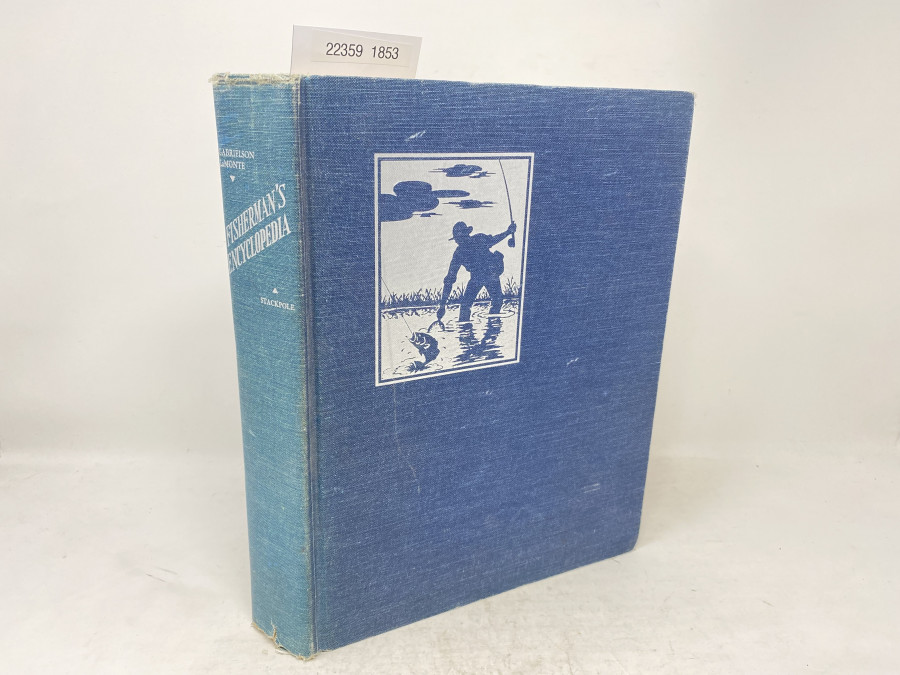 22359 1853
GABRIELSON
LaMONTE
FISHERMAN'S
ENCYCLOPEDIA
STACKPOLE